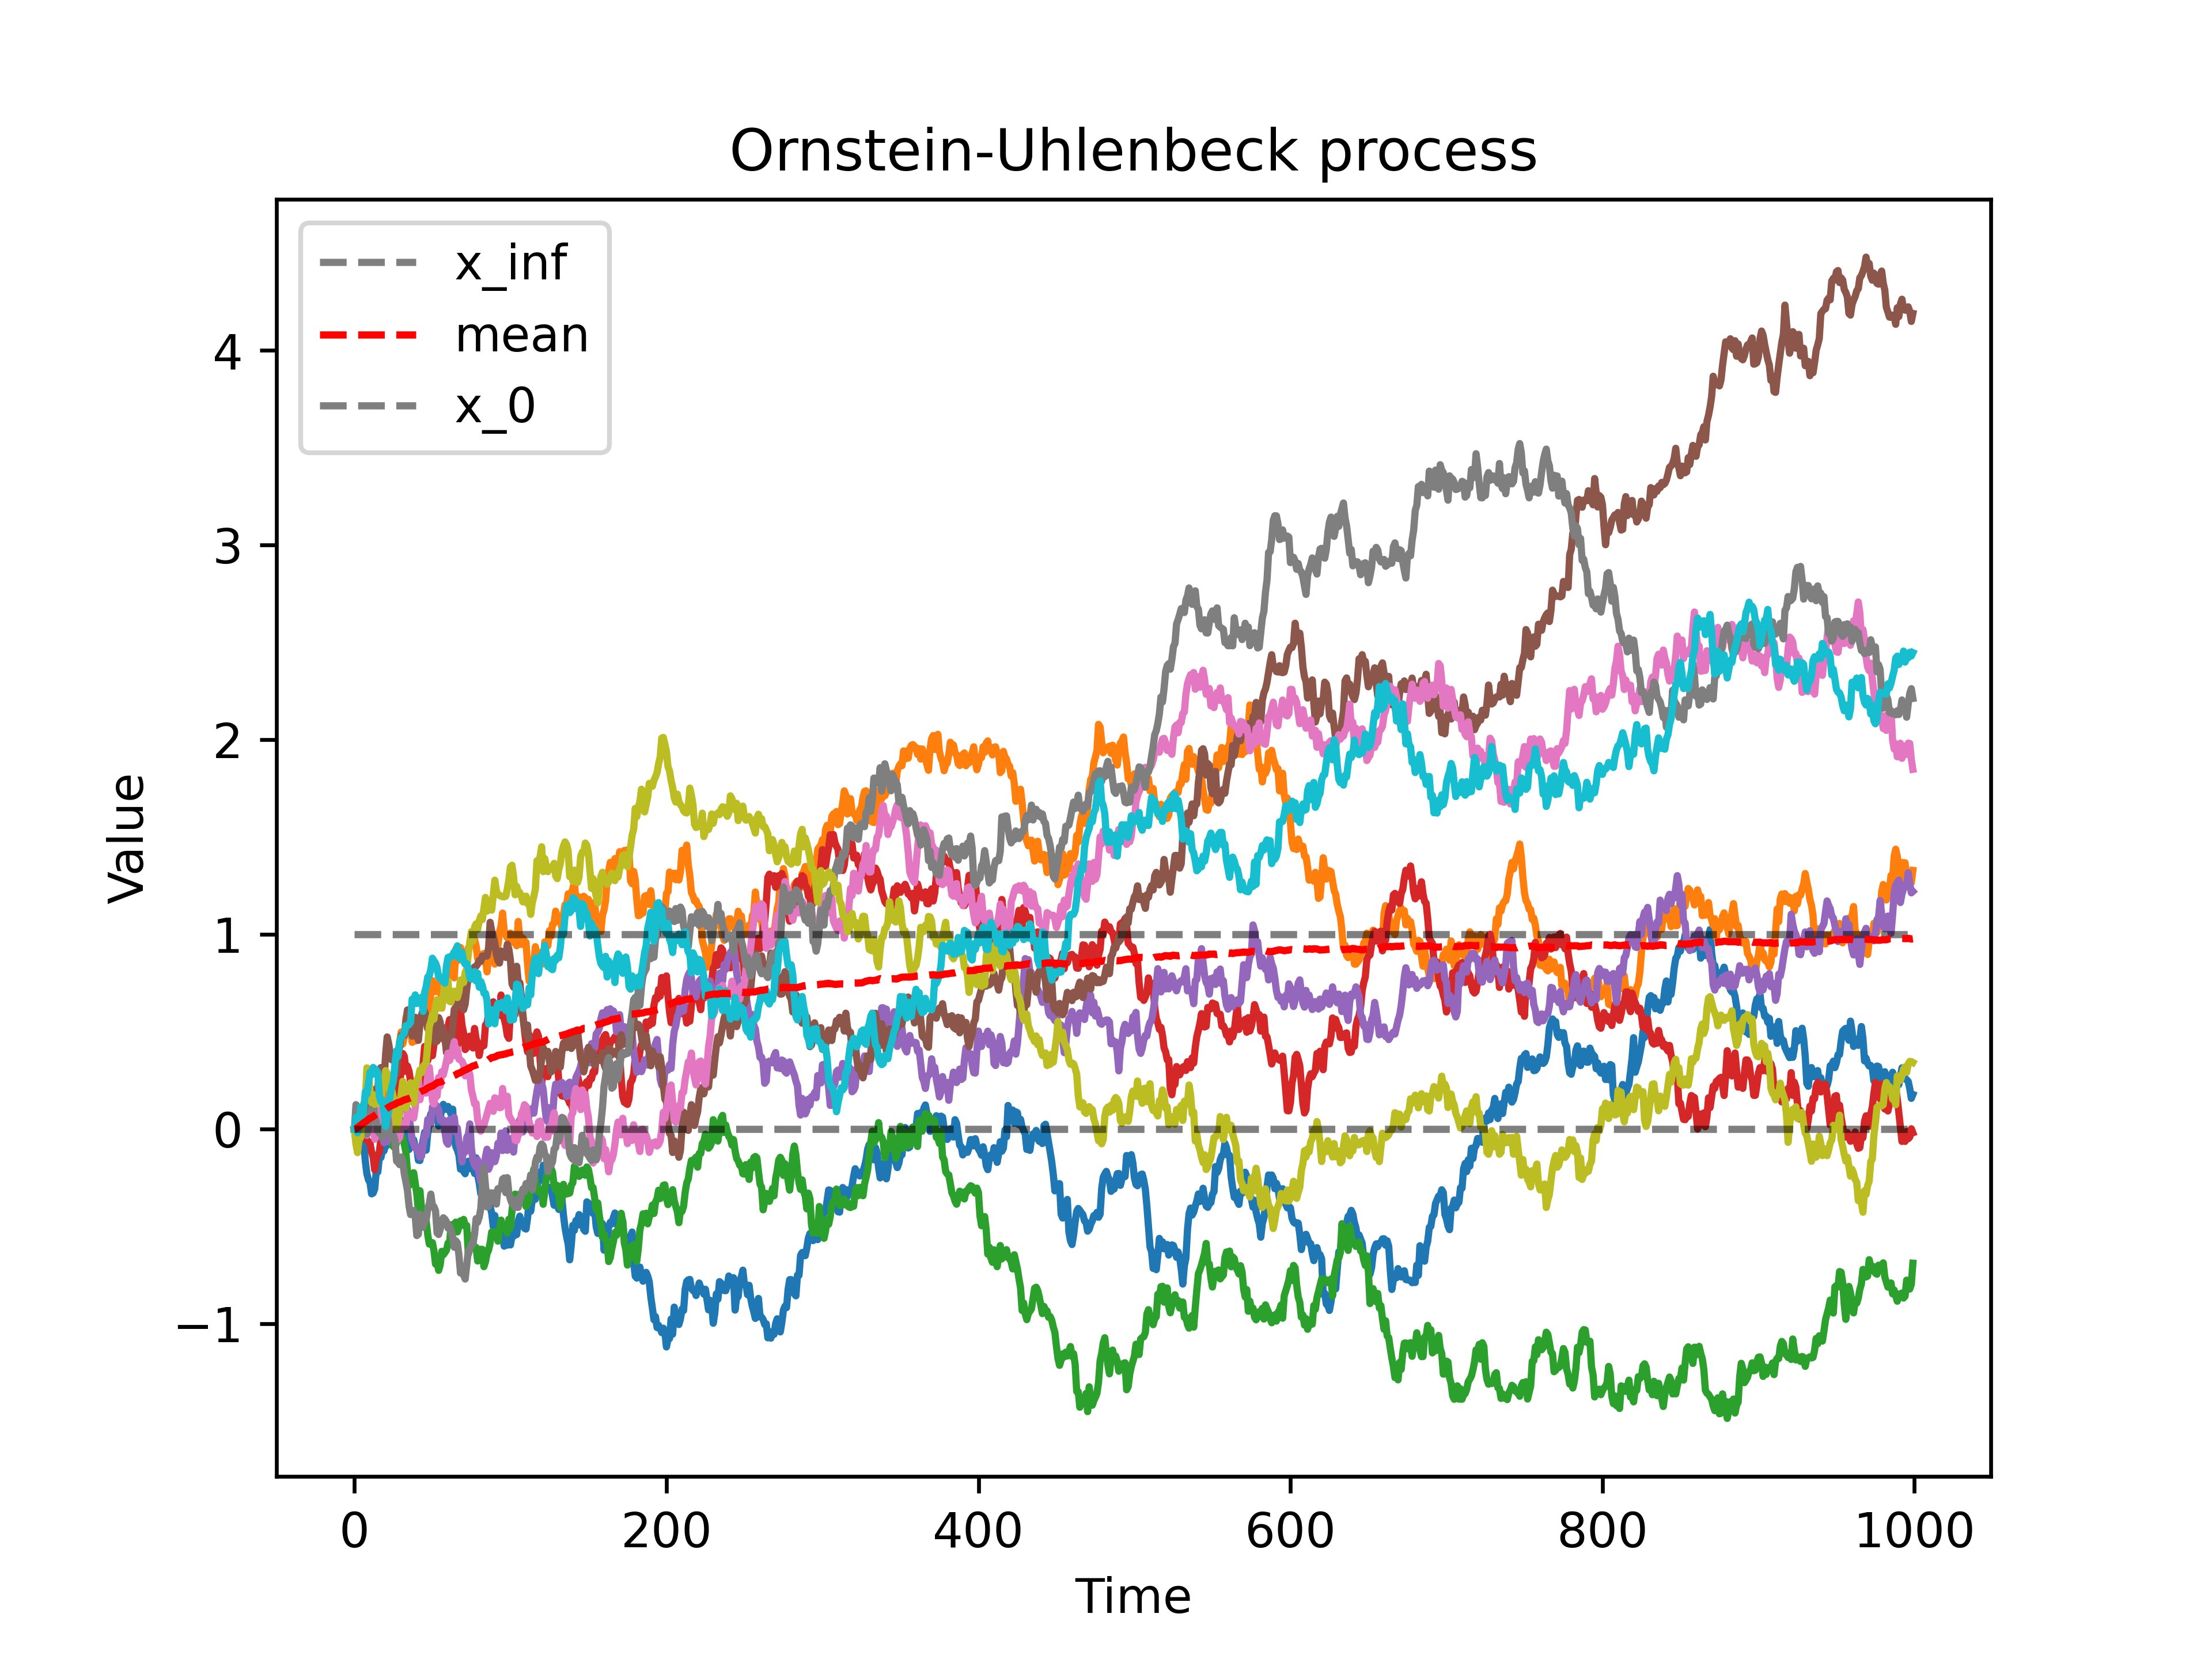 Ornstein-Uhlenbeck process
x_inf
mean
x_0
Value
4
3
2
1
0
−1
0 200 400 600 800 1000
Time